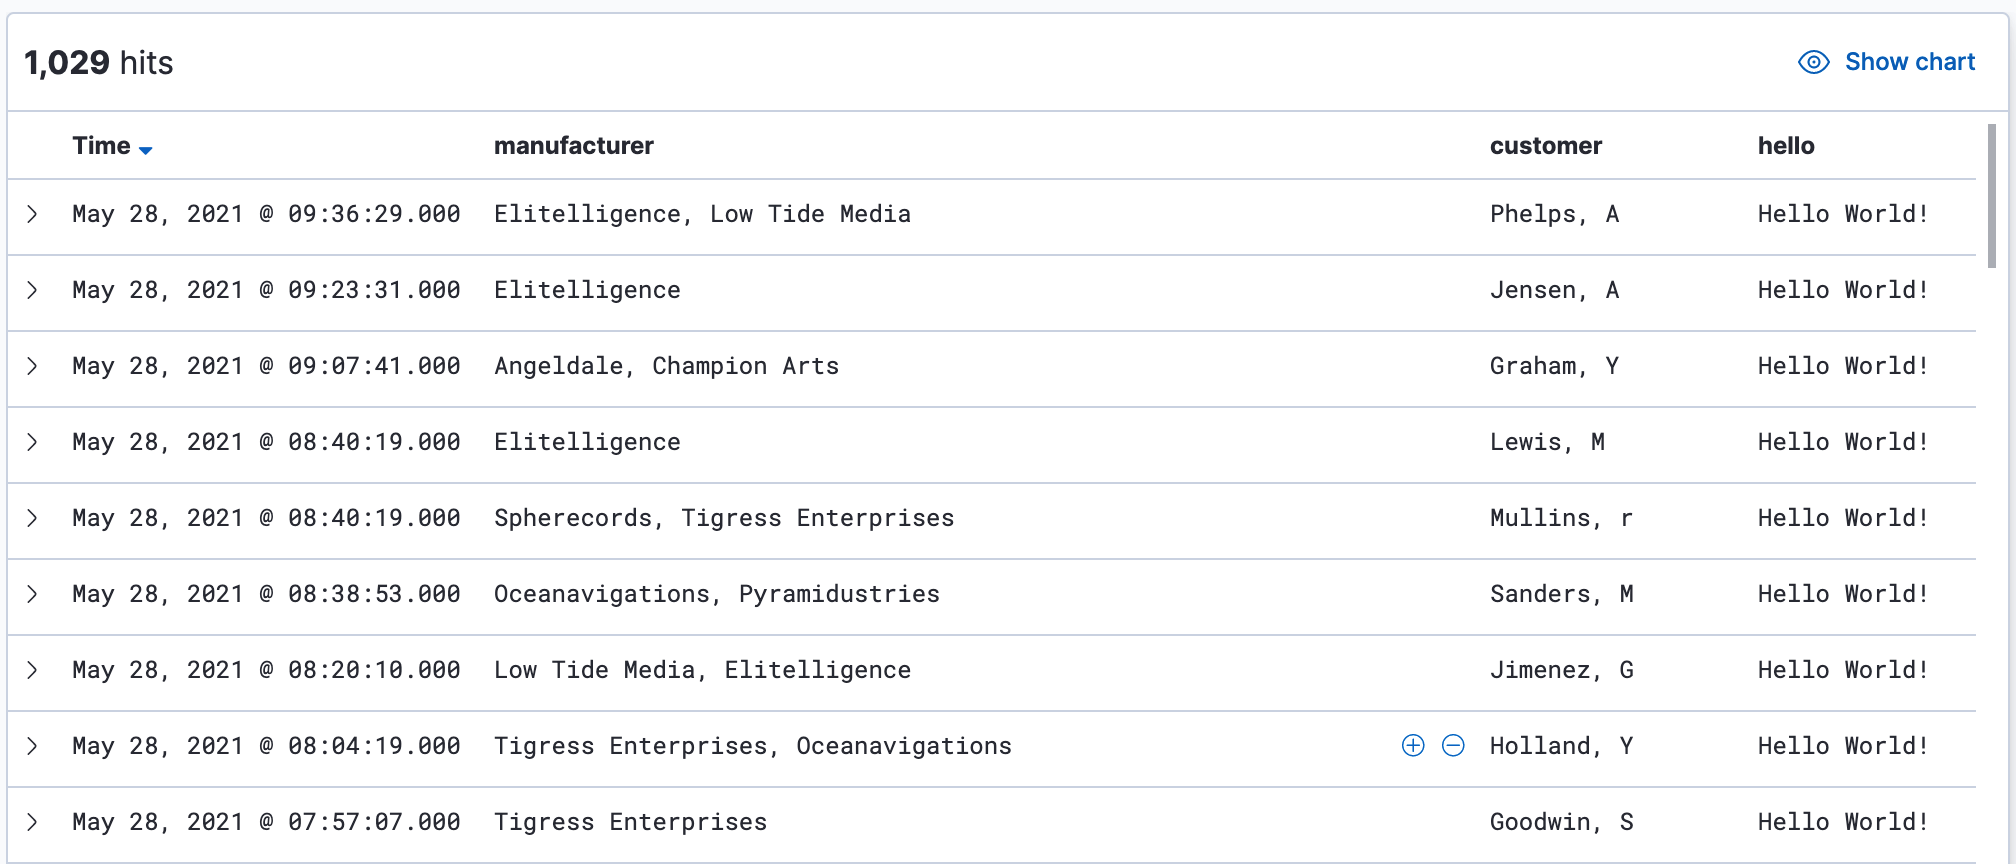 1,029 hits Show chart
Time manufacturer customer hello
May 28, 2021 @ 09:36:29.000 Elitelligence, Low Tide Media Phelps, A Hello World!
May 28, 2021 @ 09:23:31.000 Elitelligence Jensen, A Hello World!
May 28, 2021 @ 09:07:41.000 Angeldale, Champion Arts Graham, Y Hello World!
May 28, 2021 @ 08:40:19.000 Elitelligence Lewis, M Hello World!
May 28, 2021 @ 08:40:19.000 Spherecords, Tigress Enterprises Mullins, r Hello World!
May 28, 2021 @ 08:38:53.000 Oceanavigations, Pyramidustries Sanders, M Hello World!
May 28, 2021 @ 08:20:10.000 Low Tide Media, Elitelligence Jimenez, G Hello World!
May 28, 2021 @ 08:04:19.000 Tigress Enterprises, Oceanavigations Holland, Y Hello World!
May 28, 2021 @ 07:57:07.000 Tigress Enterprises Goodwin, S Hello World!